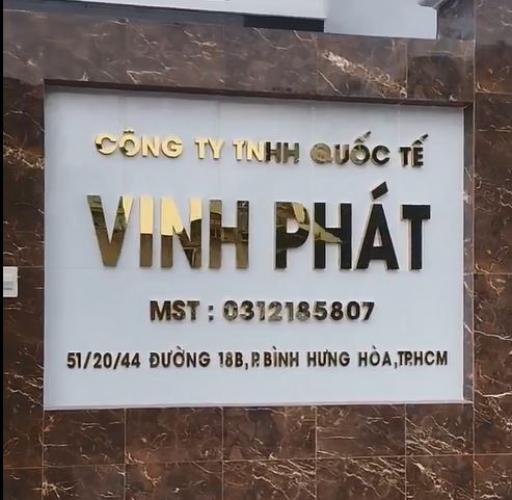 CÔNG TY TNHH QUỐC TẾ
VINH PHÁT
MST : 0312185807
51/20/44 ĐƯỜNG 18B,P.BÌNH HƯNG HÒA,TP.HCM